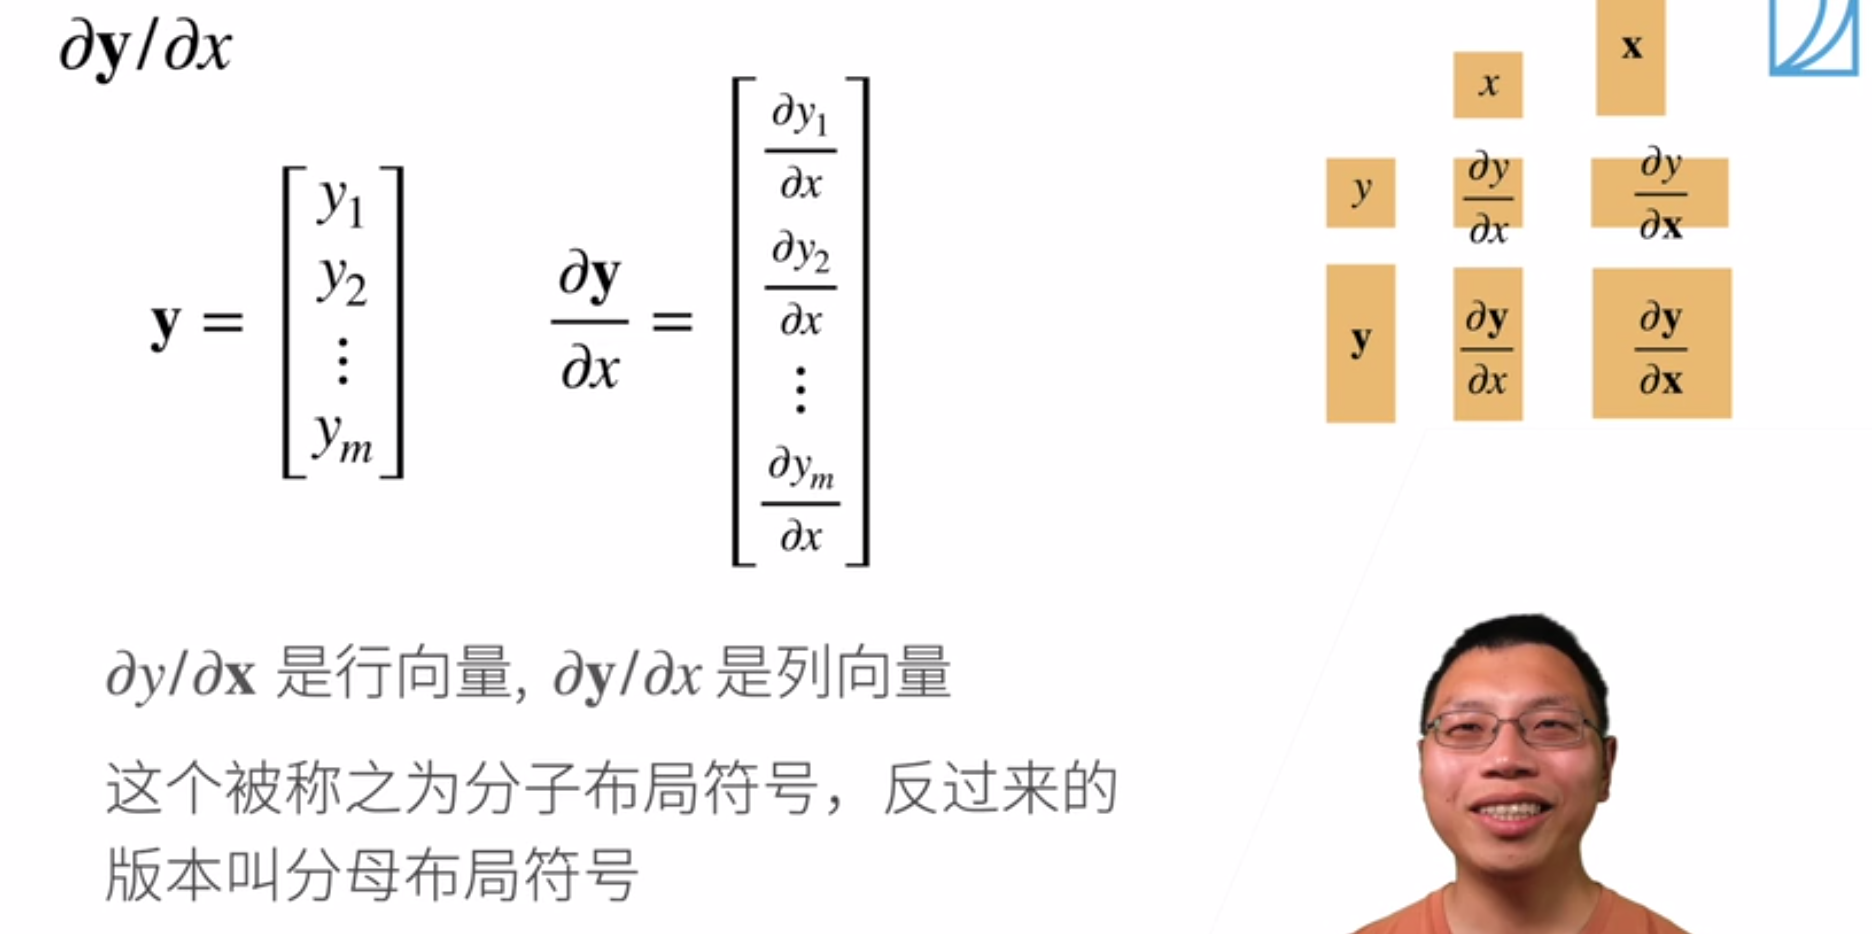 ∂𝐲/∂x
𝐲 = [y₁ y₂ ⋮ yₘ]
∂𝐲/∂x = [∂y₁/∂x ∂y₂/∂x ⋮ ∂yₘ/∂x]
x 𝐱
y ∂y/∂x ∂y/∂𝐱
𝐲 ∂𝐲/∂x ∂𝐲/∂𝐱
∂y/∂𝐱 是行向量, ∂𝐲/∂x 是列向量
这个被称之为分子布局符号，反过来的
版本叫分母布局符号